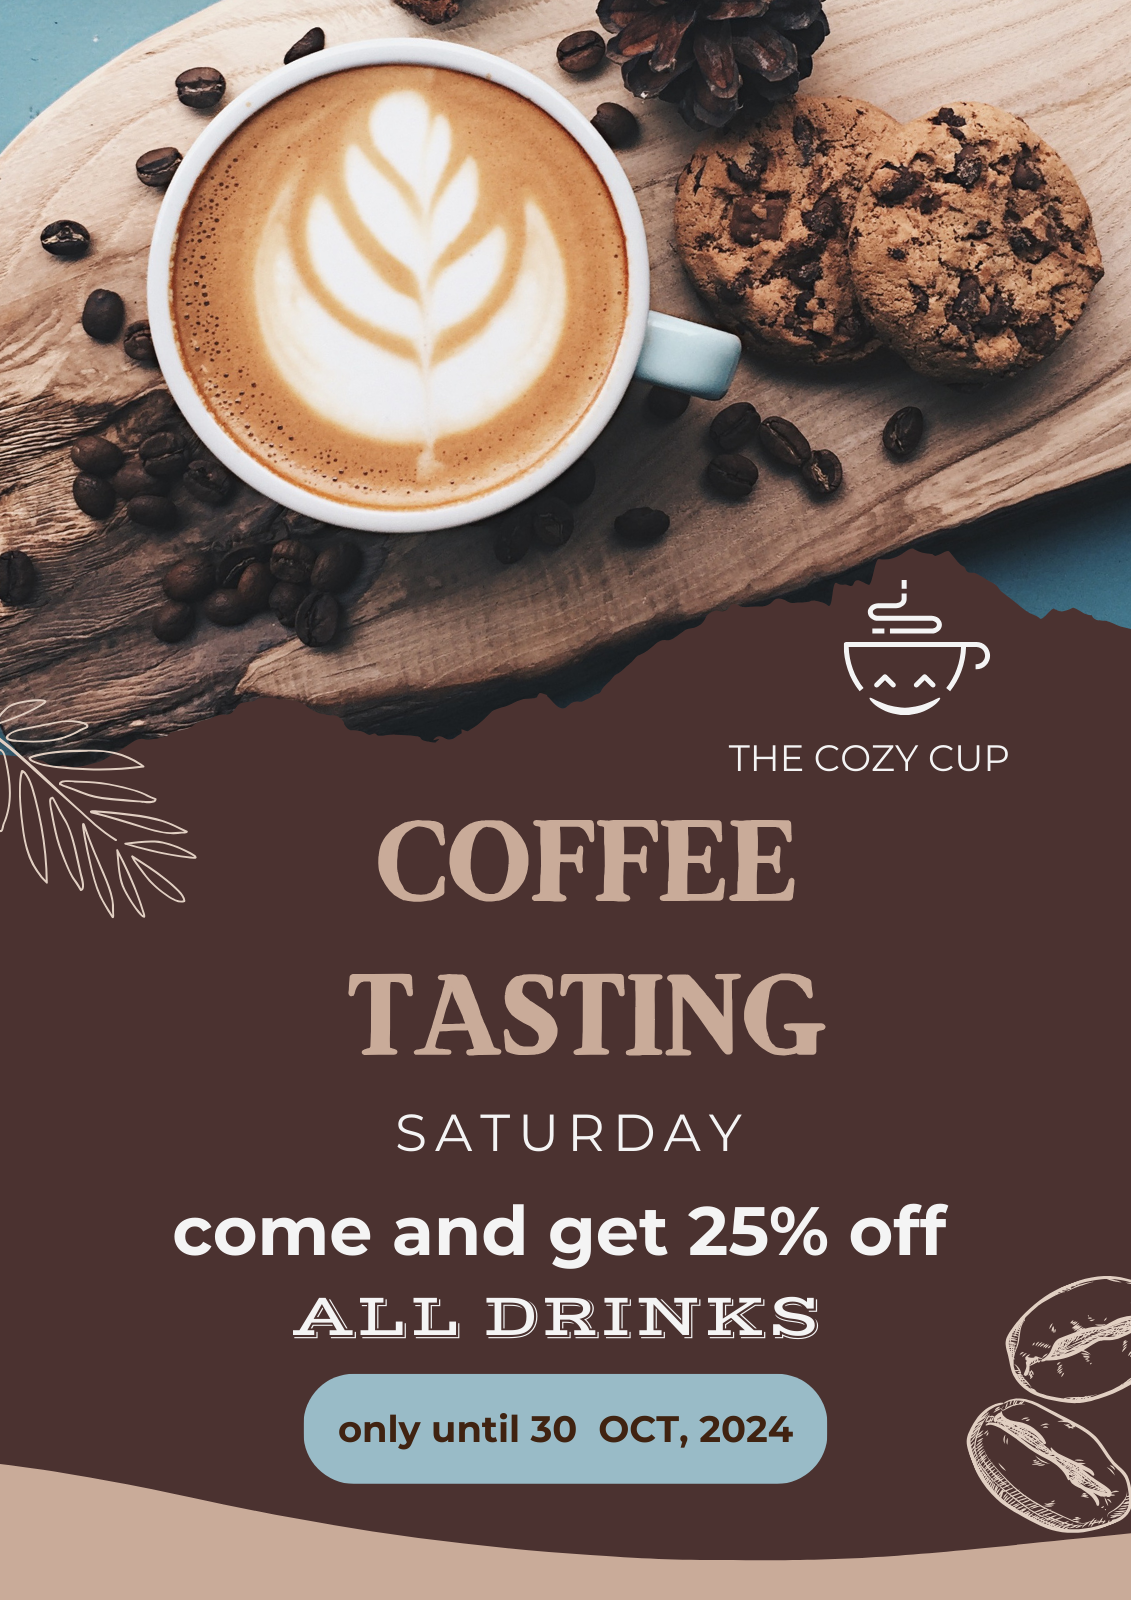 THE COZY CUP
COFFEE
TASTING
SATURDAY
come and get 25% off
ALL DRINKS
only until 30  OCT, 2024